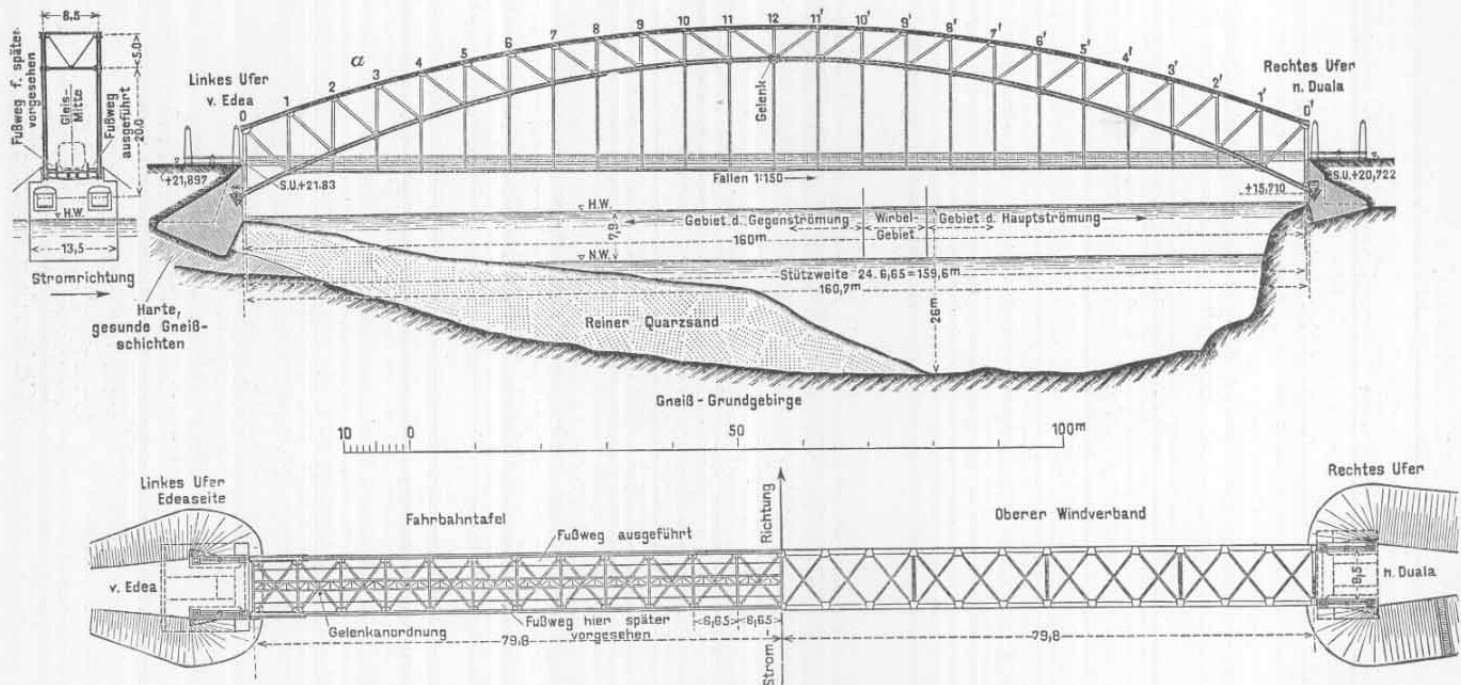 8,5
5,0
20,0
Fußweg f. später
vorgesehen
Gleis-
Mitte
Fußweg
ausgeführt
H.W.
13,5
Stromrichtung
Harte,
gesunde Gneiß-
schichten
Linkes Ufer
v. Edea
a
0 1 2 3 4 5 6 7 8 9 10 11 12 11' 10' 9' 8' 7' 6' 5' 4' 3' 2' 1' 0'
Gelenk
Rechtes Ufer
n. Duala
+21,897
S.U.+21.83
Fallen 1:150
+15,710
S.U.+20,722
H.W.
Gebiet d. Gegenströmung
Wirbel-
Gebiet
Gebiet d. Hauptströmung
7,9
160m
N.W.
Stützweite 24. 6,65=159,6m
160,7m
26m
Reiner Quarzsand
Gneiß-Grundgebirge
10 0 50 100m
Linkes Ufer
Edeaseite
Fahrbahntafel
Fußweg ausgeführt
Strom-Richtung
Oberer Windverband
Rechtes Ufer
v. Edea
8,5
n. Duala
Gelenkanordnung
Fußweg hier später
vorgesehen
6,65 6,65
79,8
79,8